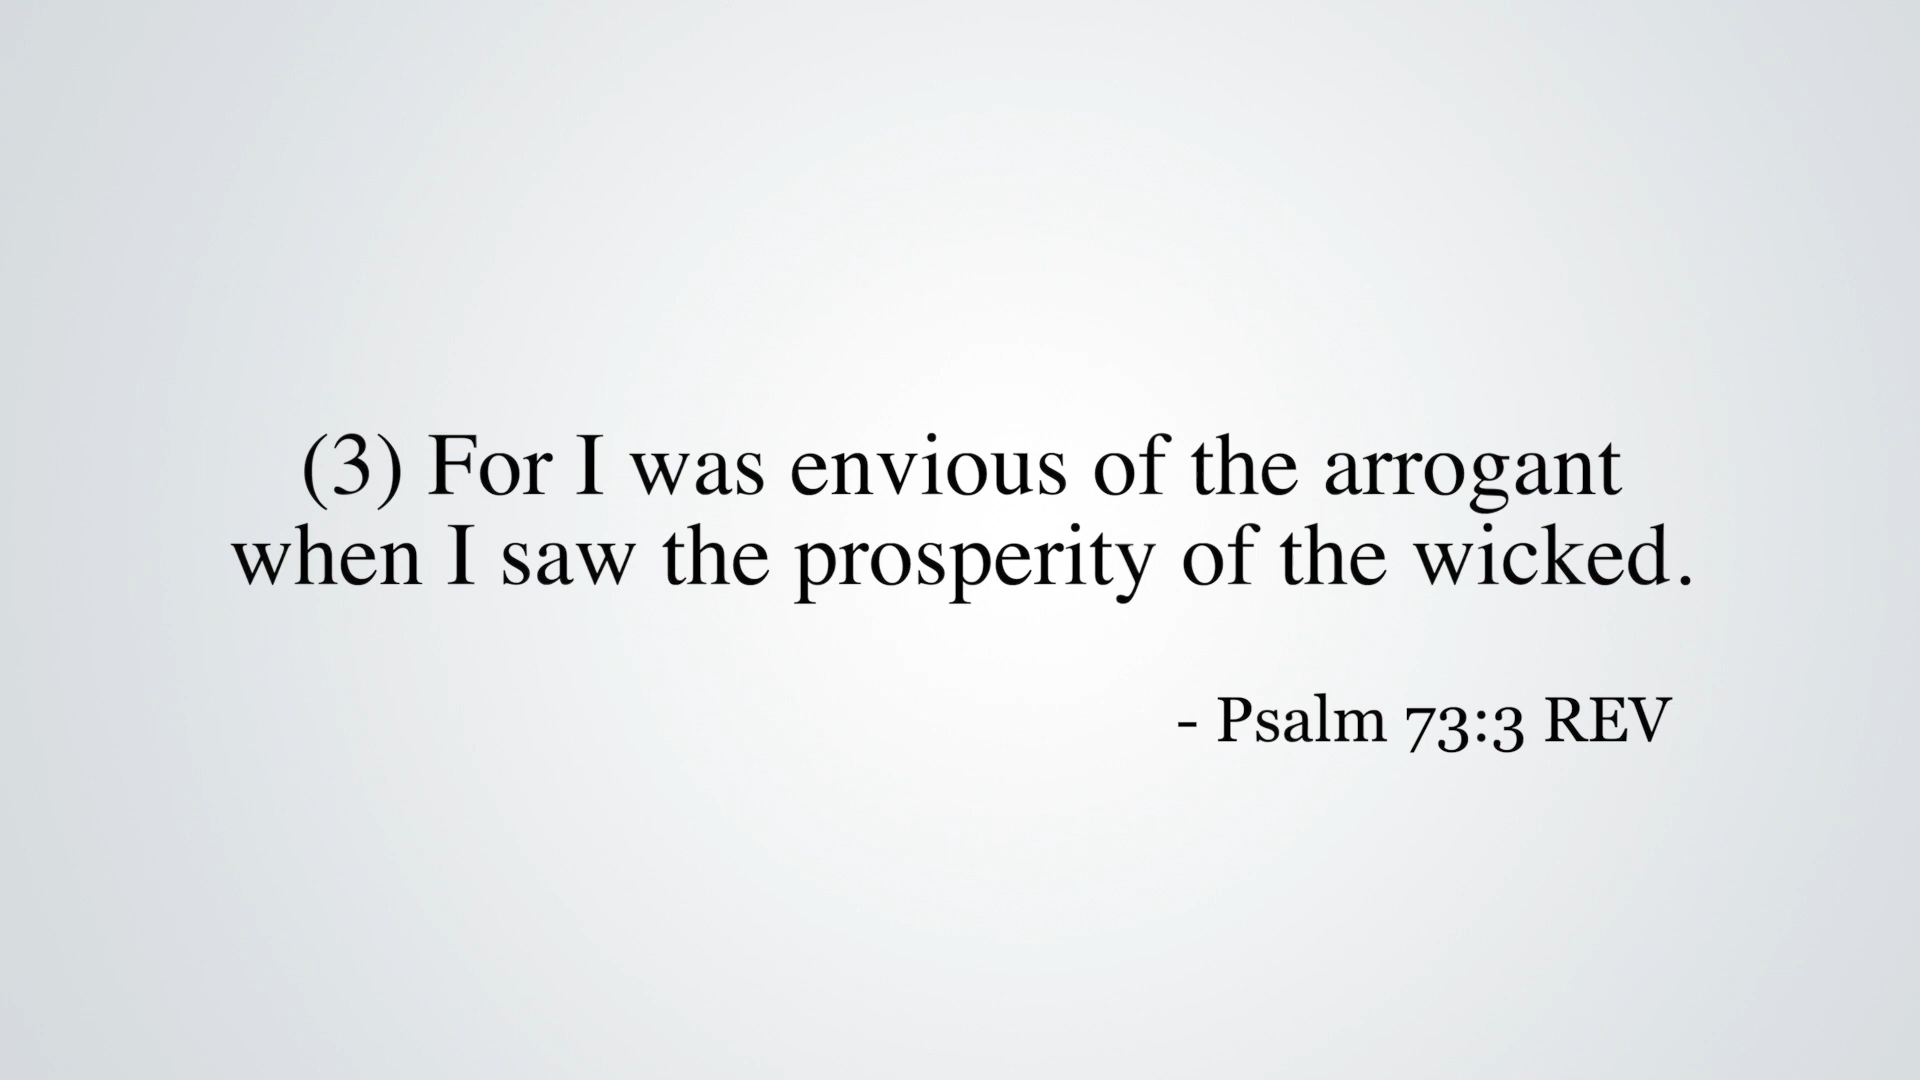 (3) For I was envious of the arrogant
when I saw the prosperity of the wicked.
- Psalm 73:3 REV